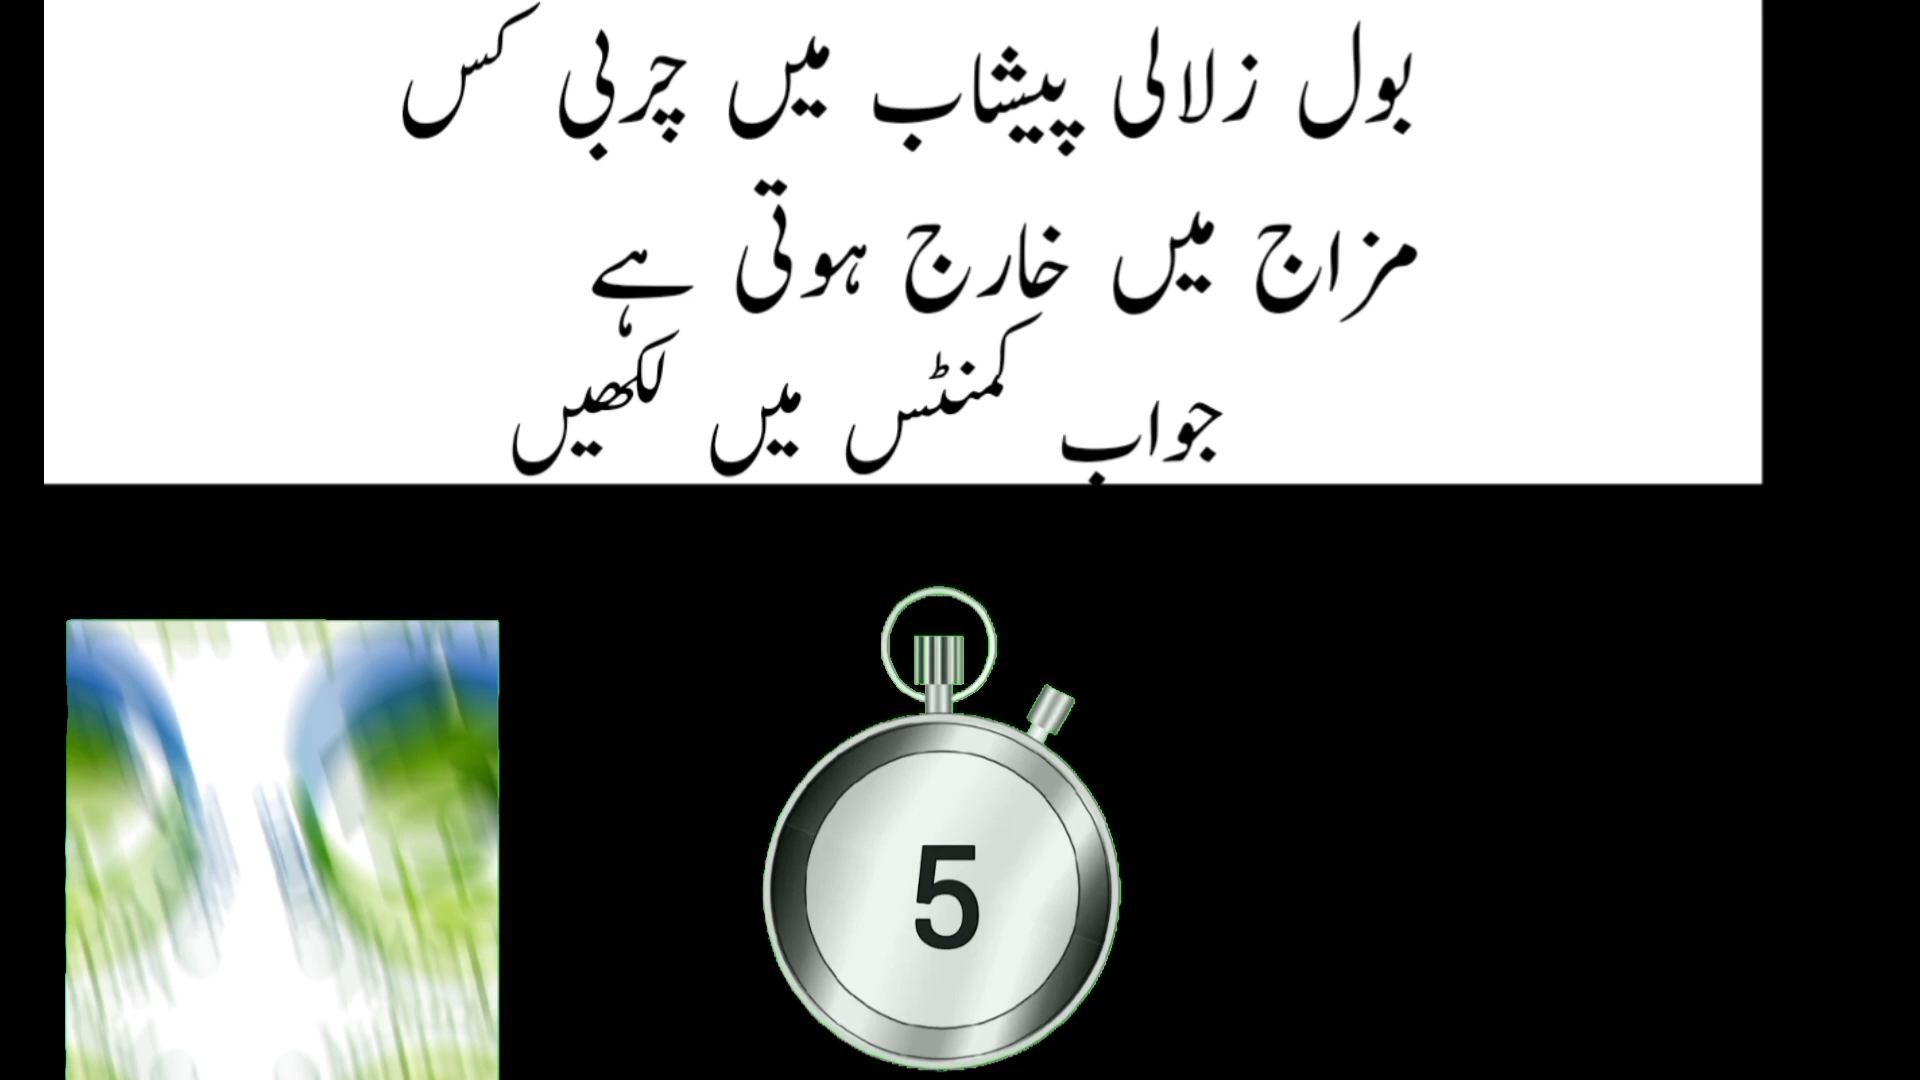 بول زلالی پیشاب میں چربی کس
مزاج میں خارج ہوتی ہے
جواب کمنٹس میں لکھیں
5